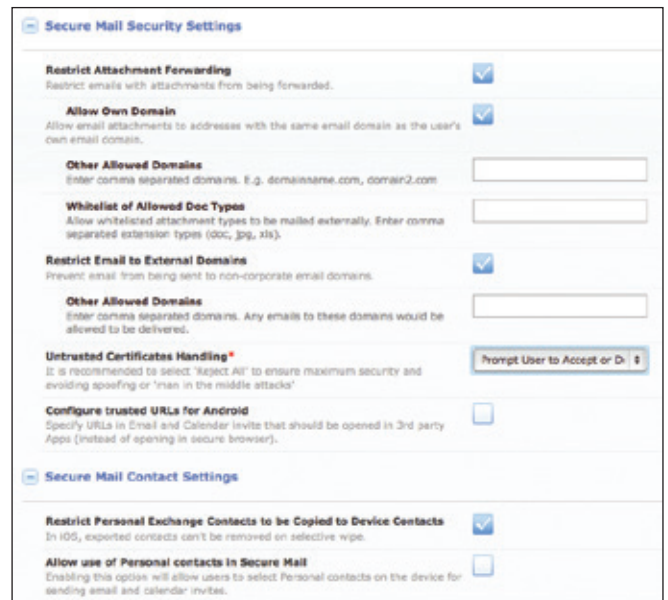 Secure Mail Security Settings
Restrict Attachment Forwarding
Restrict emails with attachments from being forwarded.
Allow Own Domain
Allow email attachments to addresses with the same email domain as the user's
own email domain.
Other Allowed Domains
Enter comma separated domains. E.g. domainname.com, domain2.com
Whitelist of Allowed Doc Types
Allow whitelisted attachment types to be mailed externally. Enter comma
separated extension types (doc, jpg, xls).
Restrict Email to External Domains
Prevent email from being sent to non-corporate email domains.
Other Allowed Domains
Enter comma separated domains. Any emails to these domains would be
allowed to be delivered.
Untrusted Certificates Handling*
Prompt User to Accept or D
It is recommended to select 'Reject All' to ensure maximum security and
avoiding spoofing or 'man in the middle attacks'
Configure trusted URLs for Android
Specify URLs in Email and Calendar invite that should be opened in 3rd party
Apps (instead of opening in secure browser).
Secure Mail Contact Settings
Restrict Personal Exchange Contacts to be Copied to Device Contacts
In iOS, exported contacts can't be removed on selective wipe.
Allow use of Personal contacts in Secure Mail
Enabling this option will allow users to select Personal contacts on the device for
sending email and calendar invites.